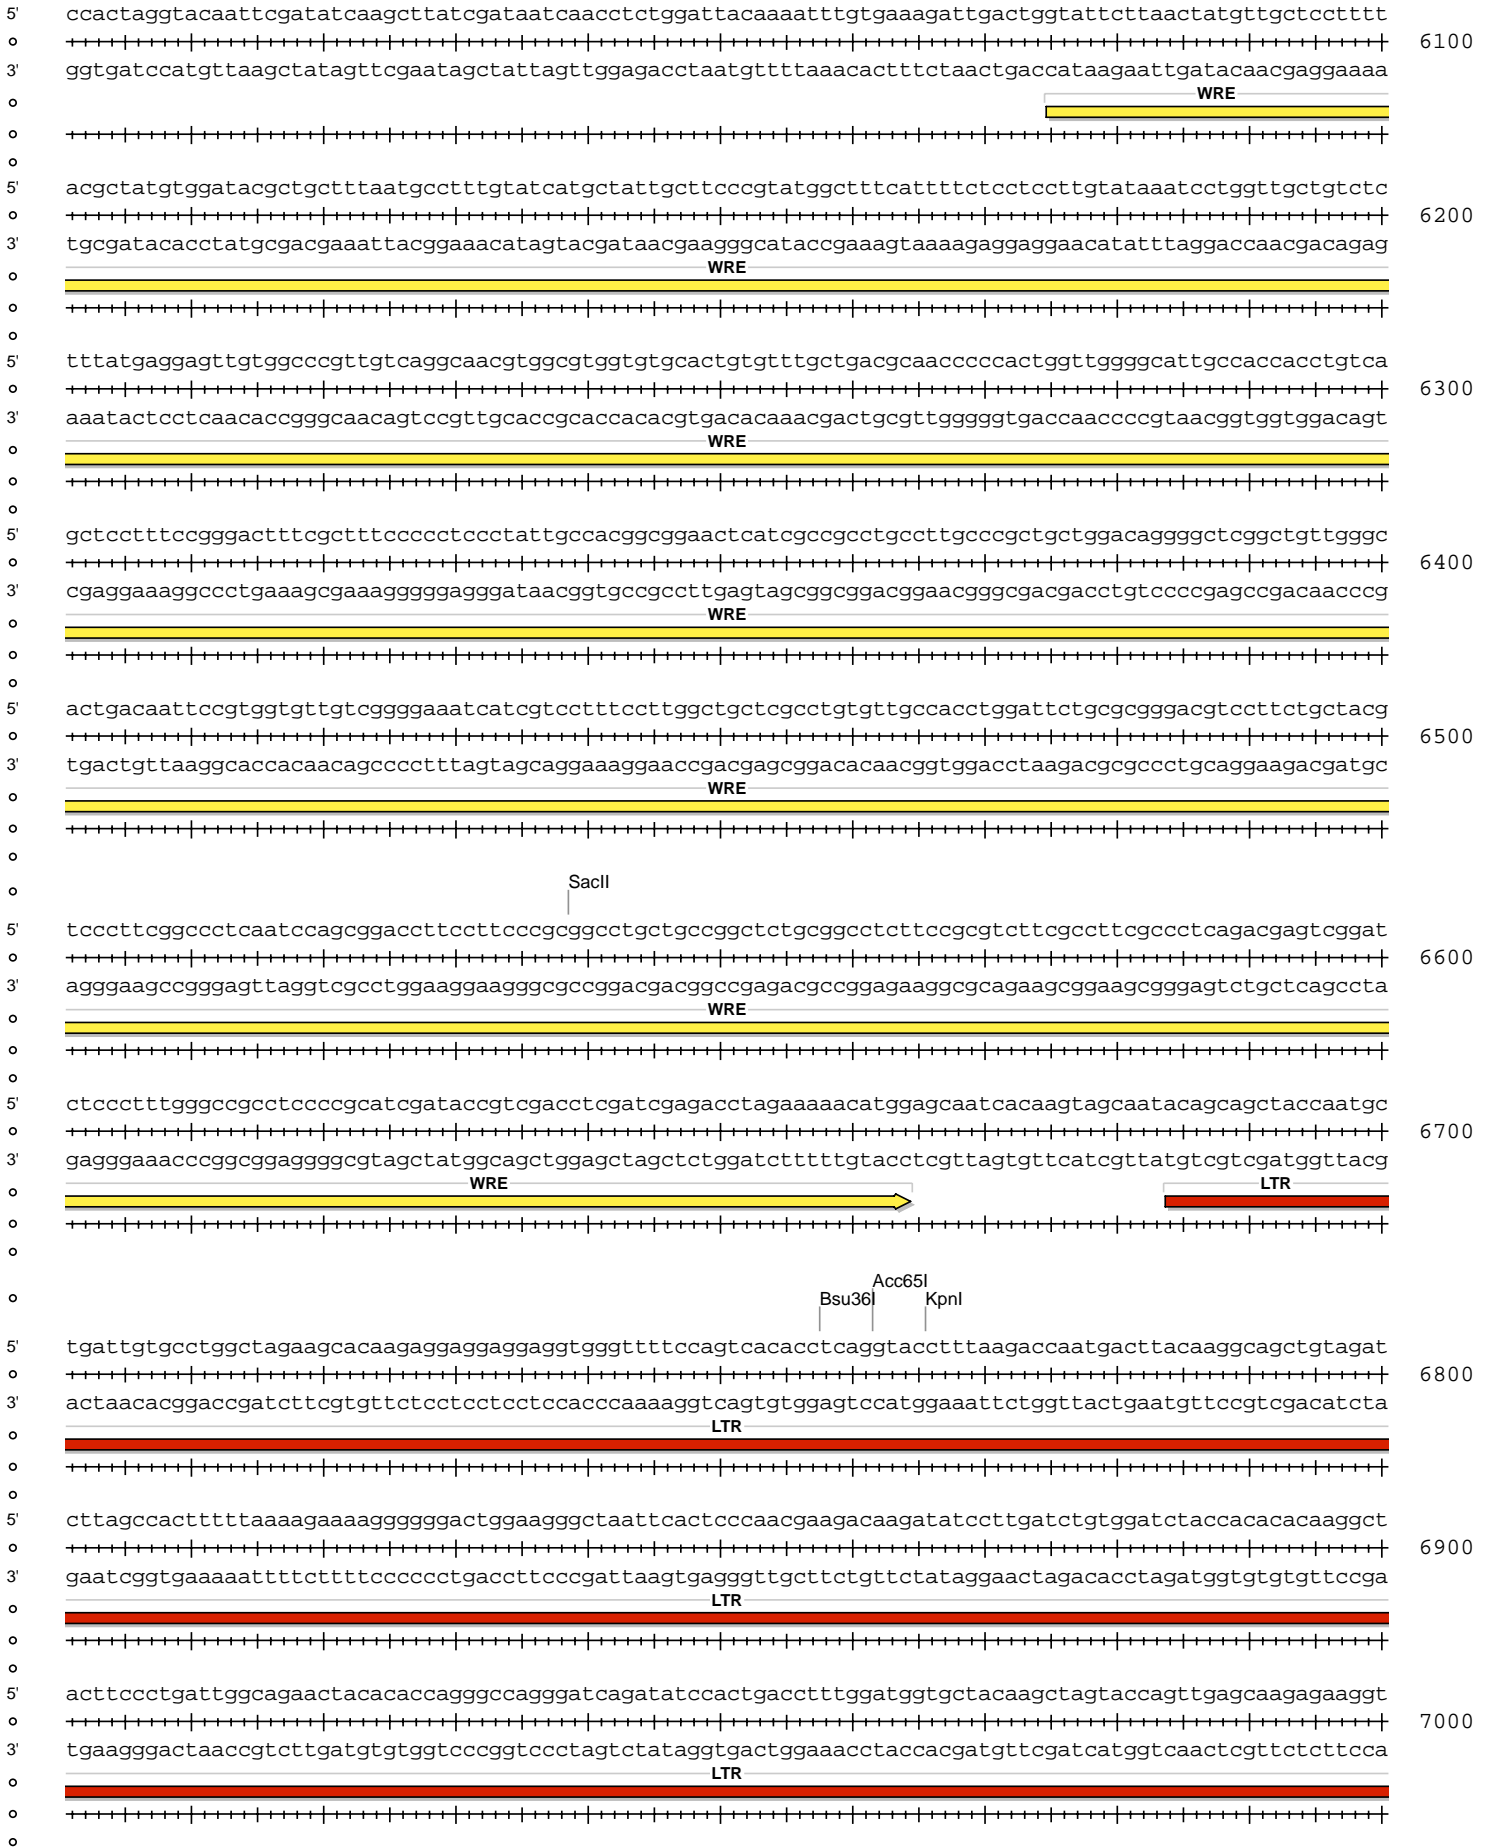 5' ccactaggtacaattcgatatcaagcttatcgataatcaacctctggattacaaaatttgtgaaagattgactggtattcttaactatgttgctcctttt
6100
3' ggtgatccatgttaagctatagttcgaatagctattagttggagacctaatgttttaaacactttctaactgaccataagaattgatacaacgaggaaaa
WRE
5' acgctatgtggatacgctgctttaatgcctttgtatcatgctattgcttcccgtatggctttcattttctcctccttgtataaatcctggttgctgtctc
6200
3' tgcgatacacctatgcgacgaaattacggaaacatagtacgataacgaagggcataccgaaagtaaaagaggaggaacatatttaggaccaacgacagag
WRE
5' tttatgaggagttgtggcccgttgtcaggcaacgtggcgtggtgtgcactgtgtttgctgacgcaacccccactggttggggcattgccaccacctgtca
6300
3' aaatactcctcaacaccgggcaacagtccgttgcaccgcaccacacgtgacacaaacgactgcgttgggggtgaccaaccccgtaacggtggtggacagt
WRE
5' gctcctttccgggactttcgctttccccctccctattgccacggcggaactcatcgccgcctgccttgcccgctgctggacaggggctcggctgttgggc
6400
3' cgaggaaaggccctgaaagcgaaagggggagggataacggtgccgccttgagtagcggcggacggaacgggcgacgacctgtccccgagccgacaacccg
WRE
5' actgacaattccgtggtgttgtcggggaaatcatcgtcctttccttggctgctcgcctgtgttgccacctggattctgcgcgggacgtccttctgctacg
6500
3' tgactgttaaggcaccacaacagcccctttagtagcaggaaaggaaccgacgagcggacacaacggtggacctaagacgcgccctgcaggaagacgatgc
WRE
SacII
5' tcccttcggccctcaatccagcggaccttccttcccgcggcctgctgccggctctgcggcctcttccgcgtcttcgccttcgccctcagacgagtcggat
6600
3' agggaagccgggagttaggtcgcctggaaggaagggcgccggacgacggccgagacgccggagaaggcgcagaagcggaagcgggagtctgctcagccta
WRE
5' ctccctttgggccgcctccccgcatcgataccgtcgacctcgatcgagacctagaaaaacatggagcaatcacaagtagcaatacagcagctaccaatgc
6700
3' gagggaaacccggcggaggggcgtagctatggcagctggagctagctctggatctttttgtacctcgttagtgttcatcgttatgtcgtcgatggttacg
WRE LTR
Acc65I
Bsu36I KpnI
5' tgattgtgcctggctagaagcacaagaggaggaggaggtgggttttccagtcacacctcaggtacctttaagaccaatgacttacaaggcagctgtagat
6800
3' actaacacggaccgatcttcgtgttctcctcctcctccacccaaaaggtcagtgtggagtccatggaaattctggttactgaatgttccgtcgacatcta
LTR
5' cttagccactttttaaaagaaaaggggggactggaagggctaattcactcccaacgaagacaagatatccttgatctgtggatctaccacacacaaggct
6900
3' gaatcggtgaaaaattttcttttcccccctgaccttcccgattaagtgagggttgcttctgttctataggaactagacacctagatggtgtgtgttccga
LTR
5' acttccctgattggcagaactacacaccagggccagggatcagatatccactgacctttggatggtgctacaagctagtaccagttgagcaagagaaggt
7000
3' tgaagggactaaccgtcttgatgtgtggtcccggtccctagtctataggtgactggaaacctaccacgatgttcgatcatggtcaactcgttctcttcca
LTR